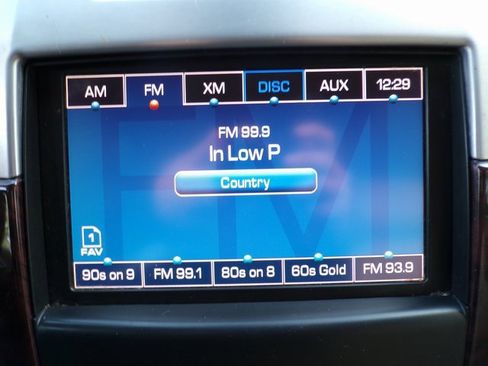 AM FM XM DISC AUX 12:29
FM
FM 99.9
In Low P
Country
1
FAV
90s on 9 FM 99.1 80s on 8 60s Gold FM 93.9